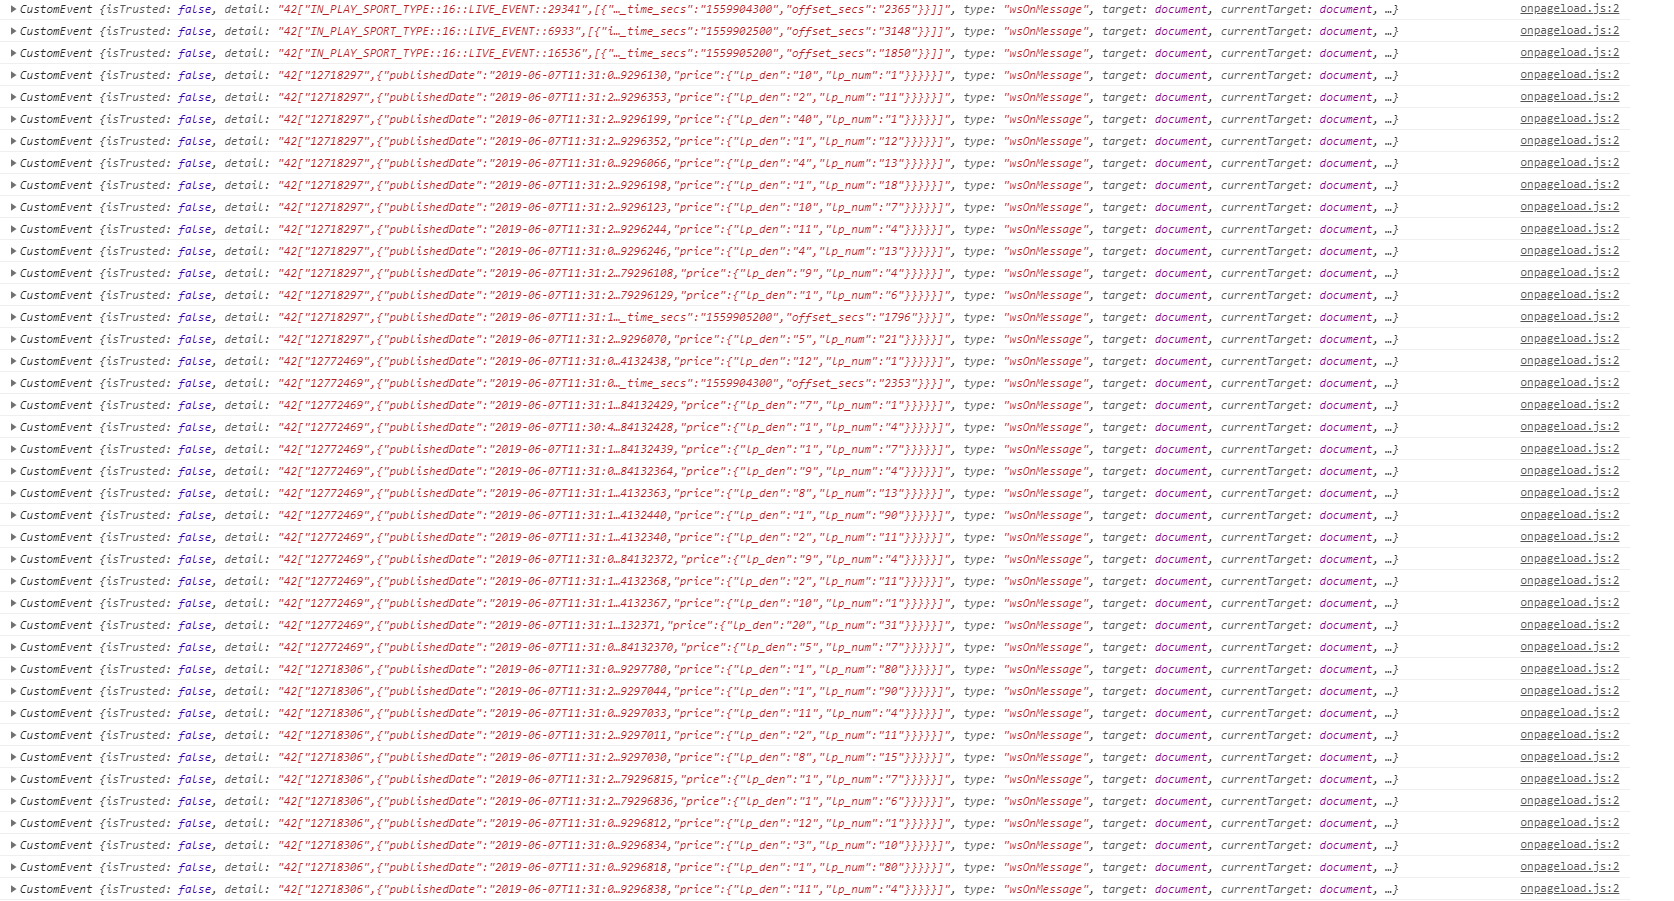 ▶CustomEvent {isTrusted: false, detail: "42["IN_PLAY_SPORT_TYPE::16::LIVE_EVENT::29341",[{"…_time_secs":"1559904300","offset_secs":"2365"}}]]", type: "wsOnMessage", target: document, currentTarget: document, …} onpageload.js:2
▶CustomEvent {isTrusted: false, detail: "42["IN_PLAY_SPORT_TYPE::16::LIVE_EVENT::6933",[{"i…_time_secs":"1559902500","offset_secs":"3148"}}]]", type: "wsOnMessage", target: document, currentTarget: document, …} onpageload.js:2
▶CustomEvent {isTrusted: false, detail: "42["IN_PLAY_SPORT_TYPE::16::LIVE_EVENT::16536",[{"…_time_secs":"1559905200","offset_secs":"1850"}}]]", type: "wsOnMessage", target: document, currentTarget: document, …} onpageload.js:2
▶CustomEvent {isTrusted: false, detail: "42["12718297",{"publishedDate":"2019-06-07T11:31:0…9296130,"price":{"lp_den":"10","lp_num":"1"}}}}}]", type: "wsOnMessage", target: document, currentTarget: document, …} onpageload.js:2
▶CustomEvent {isTrusted: false, detail: "42["12718297",{"publishedDate":"2019-06-07T11:31:2…9296353,"price":{"lp_den":"2","lp_num":"11"}}}}}]", type: "wsOnMessage", target: document, currentTarget: document, …} onpageload.js:2
▶CustomEvent {isTrusted: false, detail: "42["12718297",{"publishedDate":"2019-06-07T11:31:2…9296199,"price":{"lp_den":"40","lp_num":"1"}}}}}]", type: "wsOnMessage", target: document, currentTarget: document, …} onpageload.js:2
▶CustomEvent {isTrusted: false, detail: "42["12718297",{"publishedDate":"2019-06-07T11:31:2…9296352,"price":{"lp_den":"1","lp_num":"12"}}}}}]", type: "wsOnMessage", target: document, currentTarget: document, …} onpageload.js:2
▶CustomEvent {isTrusted: false, detail: "42["12718297",{"publishedDate":"2019-06-07T11:31:0…9296066,"price":{"lp_den":"4","lp_num":"13"}}}}}]", type: "wsOnMessage", target: document, currentTarget: document, …} onpageload.js:2
▶CustomEvent {isTrusted: false, detail: "42["12718297",{"publishedDate":"2019-06-07T11:31:2…9296198,"price":{"lp_den":"1","lp_num":"18"}}}}}]", type: "wsOnMessage", target: document, currentTarget: document, …} onpageload.js:2
▶CustomEvent {isTrusted: false, detail: "42["12718297",{"publishedDate":"2019-06-07T11:31:2…9296123,"price":{"lp_den":"10","lp_num":"7"}}}}}]", type: "wsOnMessage", target: document, currentTarget: document, …} onpageload.js:2
▶CustomEvent {isTrusted: false, detail: "42["12718297",{"publishedDate":"2019-06-07T11:31:2…9296244,"price":{"lp_den":"11","lp_num":"4"}}}}}]", type: "wsOnMessage", target: document, currentTarget: document, …} onpageload.js:2
▶CustomEvent {isTrusted: false, detail: "42["12718297",{"publishedDate":"2019-06-07T11:31:0…9296246,"price":{"lp_den":"4","lp_num":"13"}}}}}]", type: "wsOnMessage", target: document, currentTarget: document, …} onpageload.js:2
▶CustomEvent {isTrusted: false, detail: "42["12718297",{"publishedDate":"2019-06-07T11:31:2…79296108,"price":{"lp_den":"9","lp_num":"4"}}}}}]", type: "wsOnMessage", target: document, currentTarget: document, …} onpageload.js:2
▶CustomEvent {isTrusted: false, detail: "42["12718297",{"publishedDate":"2019-06-07T11:31:2…79296129,"price":{"lp_den":"1","lp_num":"6"}}}}}]", type: "wsOnMessage", target: document, currentTarget: document, …} onpageload.js:2
▶CustomEvent {isTrusted: false, detail: "42["12718297",{"publishedDate":"2019-06-07T11:31:1…_time_secs":"1559905200","offset_secs":"1796"}}}]", type: "wsOnMessage", target: document, currentTarget: document, …} onpageload.js:2
▶CustomEvent {isTrusted: false, detail: "42["12718297",{"publishedDate":"2019-06-07T11:31:2…9296070,"price":{"lp_den":"5","lp_num":"21"}}}}}]", type: "wsOnMessage", target: document, currentTarget: document, …} onpageload.js:2
▶CustomEvent {isTrusted: false, detail: "42["12772469",{"publishedDate":"2019-06-07T11:31:0…4132438,"price":{"lp_den":"12","lp_num":"1"}}}}}]", type: "wsOnMessage", target: document, currentTarget: document, …} onpageload.js:2
▶CustomEvent {isTrusted: false, detail: "42["12772469",{"publishedDate":"2019-06-07T11:31:0…_time_secs":"1559904300","offset_secs":"2353"}}}]", type: "wsOnMessage", target: document, currentTarget: document, …} onpageload.js:2
▶CustomEvent {isTrusted: false, detail: "42["12772469",{"publishedDate":"2019-06-07T11:31:1…84132429,"price":{"lp_den":"7","lp_num":"1"}}}}}]", type: "wsOnMessage", target: document, currentTarget: document, …} onpageload.js:2
▶CustomEvent {isTrusted: false, detail: "42["12772469",{"publishedDate":"2019-06-07T11:30:4…84132428,"price":{"lp_den":"1","lp_num":"4"}}}}}]", type: "wsOnMessage", target: document, currentTarget: document, …} onpageload.js:2
▶CustomEvent {isTrusted: false, detail: "42["12772469",{"publishedDate":"2019-06-07T11:31:1…84132439,"price":{"lp_den":"1","lp_num":"7"}}}}}]", type: "wsOnMessage", target: document, currentTarget: document, …} onpageload.js:2
▶CustomEvent {isTrusted: false, detail: "42["12772469",{"publishedDate":"2019-06-07T11:31:0…84132364,"price":{"lp_den":"9","lp_num":"4"}}}}}]", type: "wsOnMessage", target: document, currentTarget: document, …} onpageload.js:2
▶CustomEvent {isTrusted: false, detail: "42["12772469",{"publishedDate":"2019-06-07T11:31:1…4132363,"price":{"lp_den":"8","lp_num":"13"}}}}}]", type: "wsOnMessage", target: document, currentTarget: document, …} onpageload.js:2
▶CustomEvent {isTrusted: false, detail: "42["12772469",{"publishedDate":"2019-06-07T11:31:1…4132440,"price":{"lp_den":"1","lp_num":"90"}}}}}]", type: "wsOnMessage", target: document, currentTarget: document, …} onpageload.js:2
▶CustomEvent {isTrusted: false, detail: "42["12772469",{"publishedDate":"2019-06-07T11:31:1…4132340,"price":{"lp_den":"2","lp_num":"11"}}}}}]", type: "wsOnMessage", target: document, currentTarget: document, …} onpageload.js:2
▶CustomEvent {isTrusted: false, detail: "42["12772469",{"publishedDate":"2019-06-07T11:31:0…84132372,"price":{"lp_den":"9","lp_num":"4"}}}}}]", type: "wsOnMessage", target: document, currentTarget: document, …} onpageload.js:2
▶CustomEvent {isTrusted: false, detail: "42["12772469",{"publishedDate":"2019-06-07T11:31:1…4132368,"price":{"lp_den":"2","lp_num":"11"}}}}}]", type: "wsOnMessage", target: document, currentTarget: document, …} onpageload.js:2
▶CustomEvent {isTrusted: false, detail: "42["12772469",{"publishedDate":"2019-06-07T11:31:1…4132367,"price":{"lp_den":"10","lp_num":"1"}}}}}]", type: "wsOnMessage", target: document, currentTarget: document, …} onpageload.js:2
▶CustomEvent {isTrusted: false, detail: "42["12772469",{"publishedDate":"2019-06-07T11:31:1…132371,"price":{"lp_den":"20","lp_num":"31"}}}}}]", type: "wsOnMessage", target: document, currentTarget: document, …} onpageload.js:2
▶CustomEvent {isTrusted: false, detail: "42["12772469",{"publishedDate":"2019-06-07T11:31:0…84132370,"price":{"lp_den":"5","lp_num":"7"}}}}}]", type: "wsOnMessage", target: document, currentTarget: document, …} onpageload.js:2
▶CustomEvent {isTrusted: false, detail: "42["12718306",{"publishedDate":"2019-06-07T11:31:0…9297780,"price":{"lp_den":"1","lp_num":"80"}}}}}]", type: "wsOnMessage", target: document, currentTarget: document, …} onpageload.js:2
▶CustomEvent {isTrusted: false, detail: "42["12718306",{"publishedDate":"2019-06-07T11:31:2…9297044,"price":{"lp_den":"1","lp_num":"90"}}}}}]", type: "wsOnMessage", target: document, currentTarget: document, …} onpageload.js:2
▶CustomEvent {isTrusted: false, detail: "42["12718306",{"publishedDate":"2019-06-07T11:31:0…9297033,"price":{"lp_den":"11","lp_num":"4"}}}}}]", type: "wsOnMessage", target: document, currentTarget: document, …} onpageload.js:2
▶CustomEvent {isTrusted: false, detail: "42["12718306",{"publishedDate":"2019-06-07T11:31:2…9297011,"price":{"lp_den":"2","lp_num":"11"}}}}}]", type: "wsOnMessage", target: document, currentTarget: document, …} onpageload.js:2
▶CustomEvent {isTrusted: false, detail: "42["12718306",{"publishedDate":"2019-06-07T11:31:2…9297030,"price":{"lp_den":"8","lp_num":"15"}}}}}]", type: "wsOnMessage", target: document, currentTarget: document, …} onpageload.js:2
▶CustomEvent {isTrusted: false, detail: "42["12718306",{"publishedDate":"2019-06-07T11:31:2…79296815,"price":{"lp_den":"1","lp_num":"7"}}}}}]", type: "wsOnMessage", target: document, currentTarget: document, …} onpageload.js:2
▶CustomEvent {isTrusted: false, detail: "42["12718306",{"publishedDate":"2019-06-07T11:31:2…79296836,"price":{"lp_den":"1","lp_num":"6"}}}}}]", type: "wsOnMessage", target: document, currentTarget: document, …} onpageload.js:2
▶CustomEvent {isTrusted: false, detail: "42["12718306",{"publishedDate":"2019-06-07T11:31:0…9296812,"price":{"lp_den":"12","lp_num":"1"}}}}}]", type: "wsOnMessage", target: document, currentTarget: document, …} onpageload.js:2
▶CustomEvent {isTrusted: false, detail: "42["12718306",{"publishedDate":"2019-06-07T11:31:0…9296834,"price":{"lp_den":"3","lp_num":"10"}}}}}]", type: "wsOnMessage", target: document, currentTarget: document, …} onpageload.js:2
▶CustomEvent {isTrusted: false, detail: "42["12718306",{"publishedDate":"2019-06-07T11:31:0…9296818,"price":{"lp_den":"1","lp_num":"80"}}}}}]", type: "wsOnMessage", target: document, currentTarget: document, …} onpageload.js:2
▶CustomEvent {isTrusted: false, detail: "42["12718306",{"publishedDate":"2019-06-07T11:31:0…9296838,"price":{"lp_den":"11","lp_num":"4"}}}}}]", type: "wsOnMessage", target: document, currentTarget: document, …} onpageload.js:2